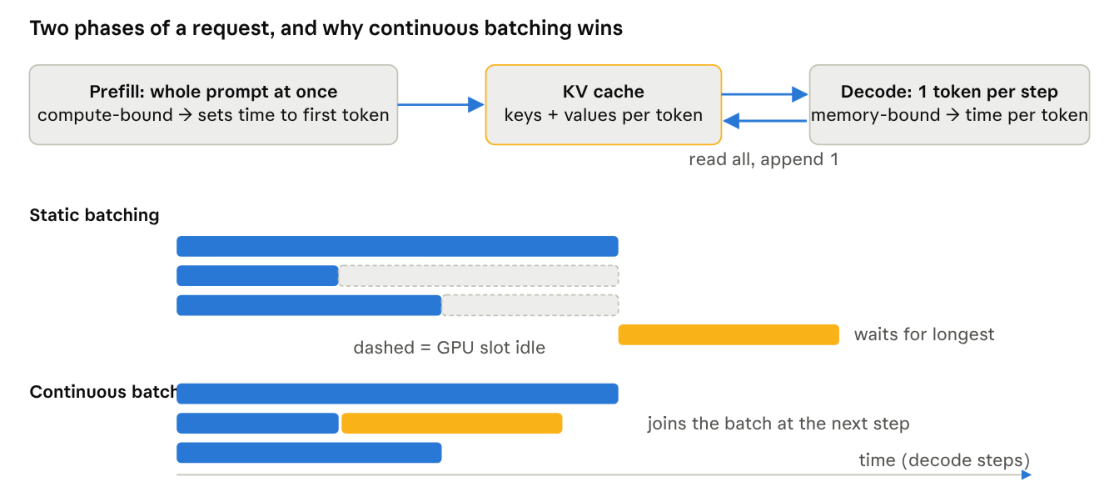 Two phases of a request, and why continuous batching wins
Prefill: whole prompt at once
compute-bound → sets time to first token
KV cache
keys + values per token
Decode: 1 token per step
memory-bound → time per token
read all, append 1
Static batching
waits for longest
dashed = GPU slot idle
Continuous batch
joins the batch at the next step
time (decode steps)